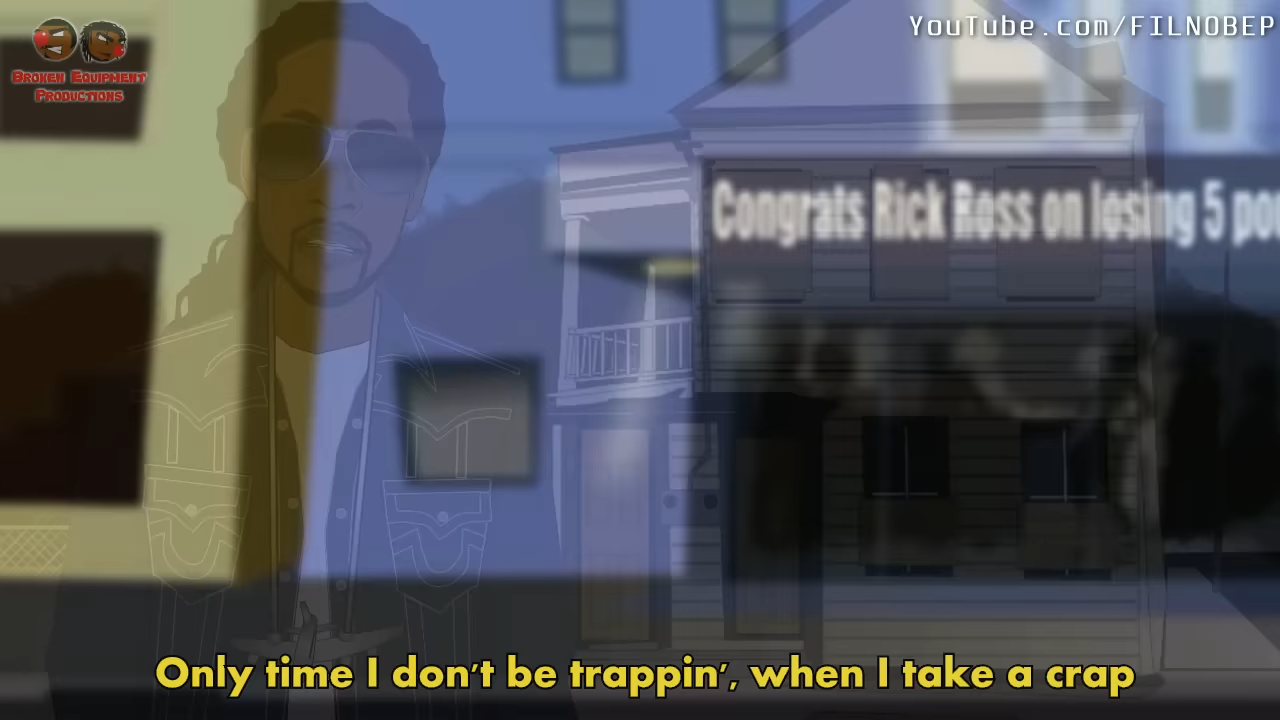 Broken Equipment
Productions
YouTube.com/FILNOBEP
Congrats Rick Ross on losing 5
Only time I don't be trappin', when I take a crap